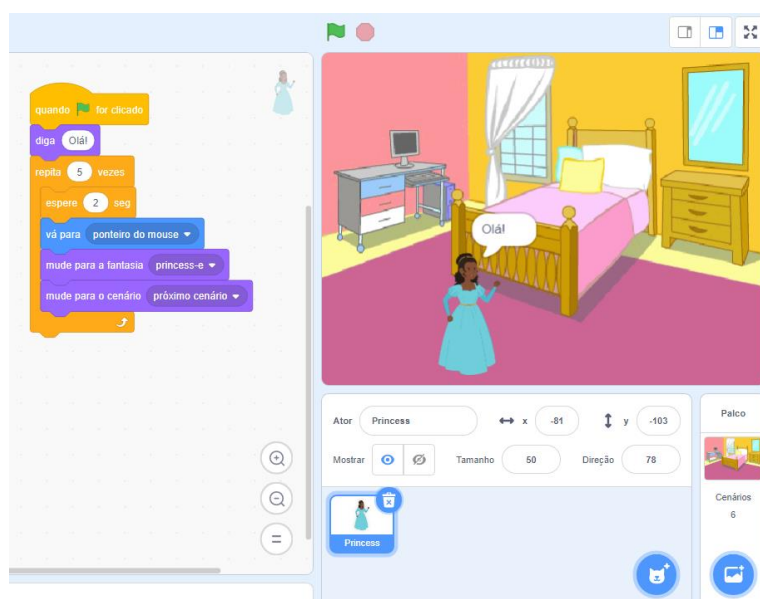 quando for clicado
diga Olá!
repita 5 vezes
espere 2 seg
vá para ponteiro do mouse
mude para a fantasia princess-e
mude para o cenário próximo cenário
Olá!
Ator Princess x -81 y -103
Mostrar Tamanho 50 Direção 78
Princess
Palco
Cenários
6